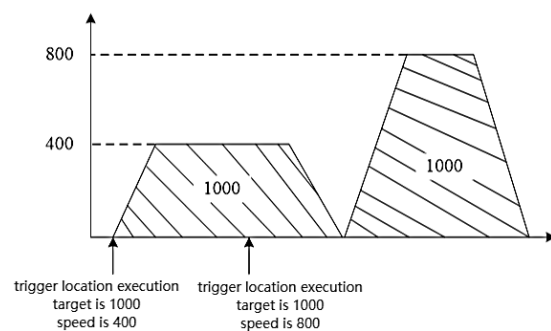 800
400
1000
1000
trigger location execution
target is 1000
speed is 400
trigger location execution
target is 1000
speed is 800